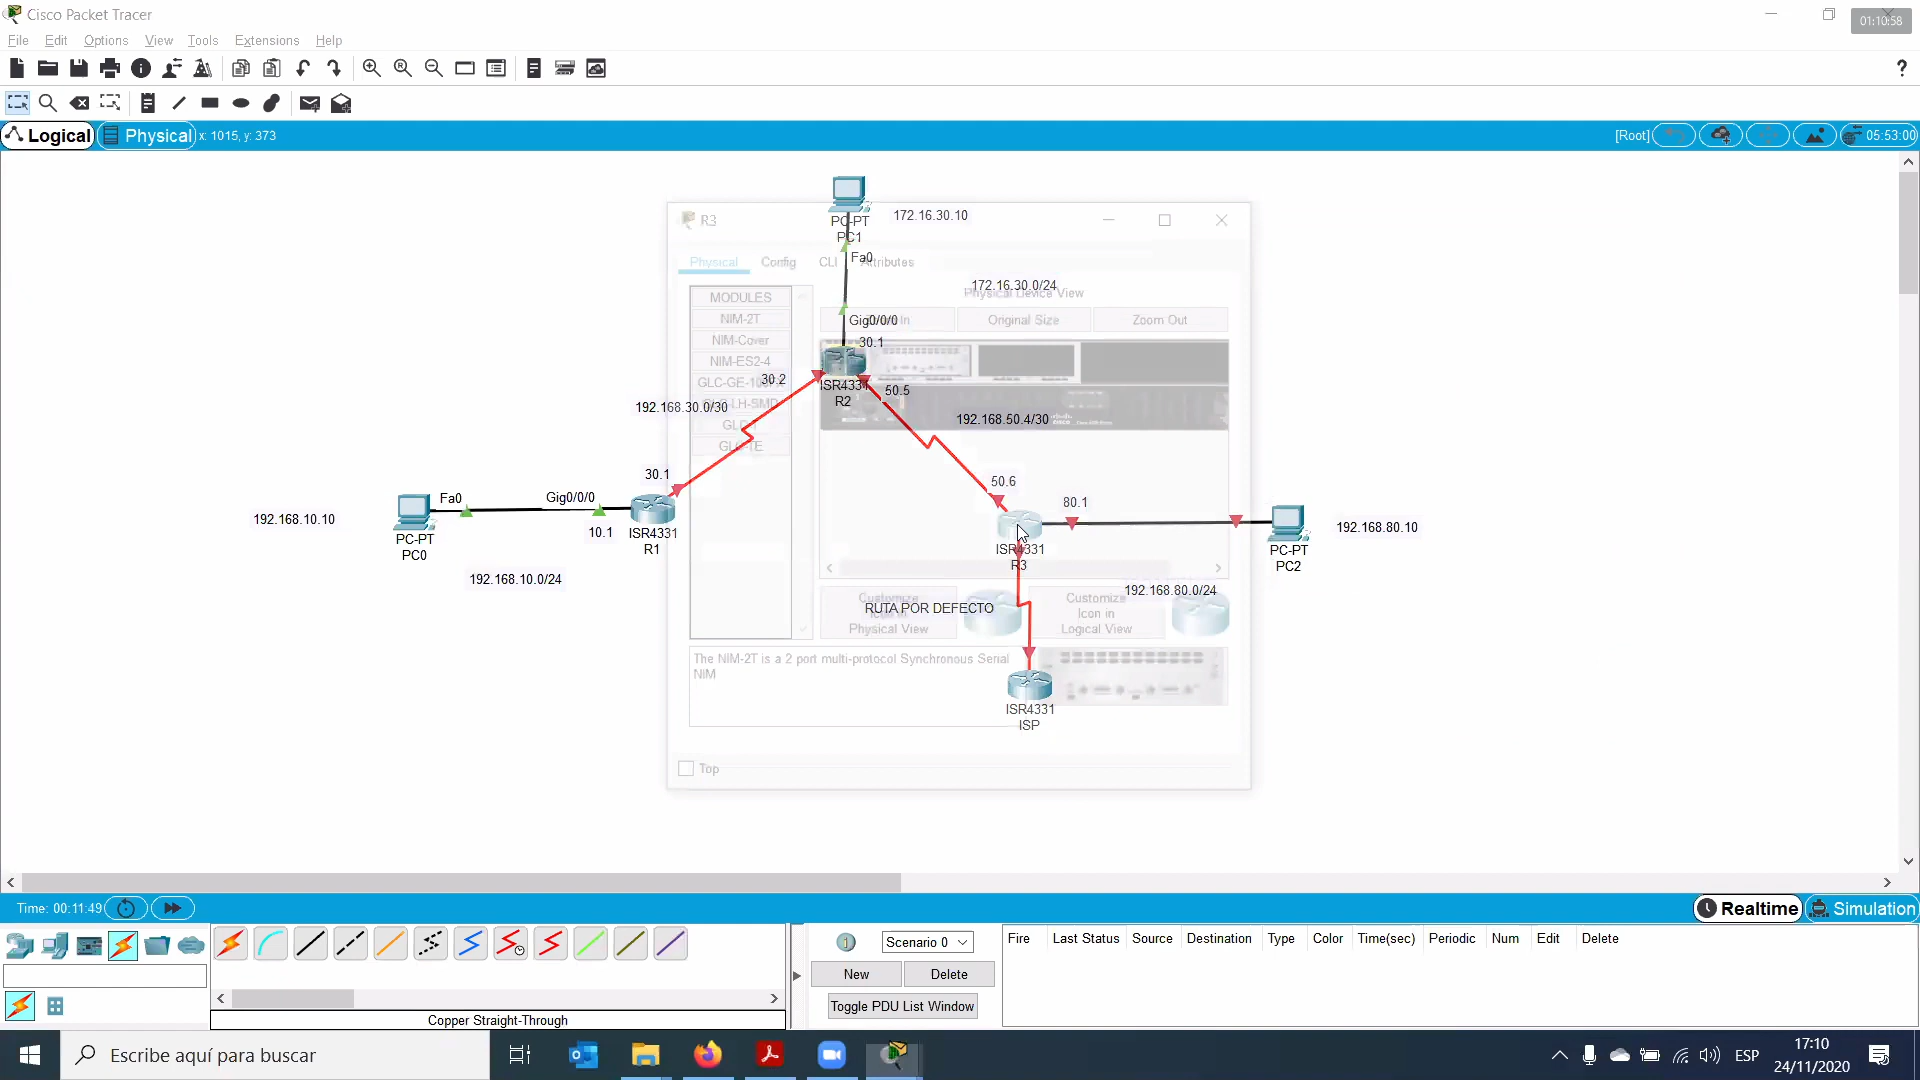 Cisco Packet Tracer
01:10:58
File Edit Options View Tools Extensions Help
Logical Physical x: 1015, y: 373
[Root] 05:53:00
PC-PT
PC1
172.16.30.10
Fa0
172.16.30.0/24
Gig0/0/0
30.1
ISR4331
R2
30.2
50.5
192.168.30.0/30
192.168.50.4/30
30.1
50.6
80.1
Fa0
Gig0/0/0
192.168.10.10
PC-PT
PC0
10.1
ISR4331
R1
192.168.10.0/24
ISR4331
R3
PC-PT
PC2
192.168.80.10
192.168.80.0/24
RUTA POR DEFECTO
ISR4331
ISP
R3
Physical Config CLI Attributes
MODULES
NIM-2T
NIM-Cover
NIM-ES2-4
Physical Device View
Original Size
Zoom Out
Customize
Icon in
Physical View
Customize
Icon in
Logical View
The NIM-2T is a 2 port multi-protocol Synchronous Serial
NIM
Top
Time: 00:11:49
Realtime Simulation
Scenario 0
New Delete
Toggle PDU List Window
Fire Last Status Source Destination Type Color Time(sec) Periodic Num Edit Delete
Copper Straight-Through
Escribe aquí para buscar
ESP
17:10
24/11/2020